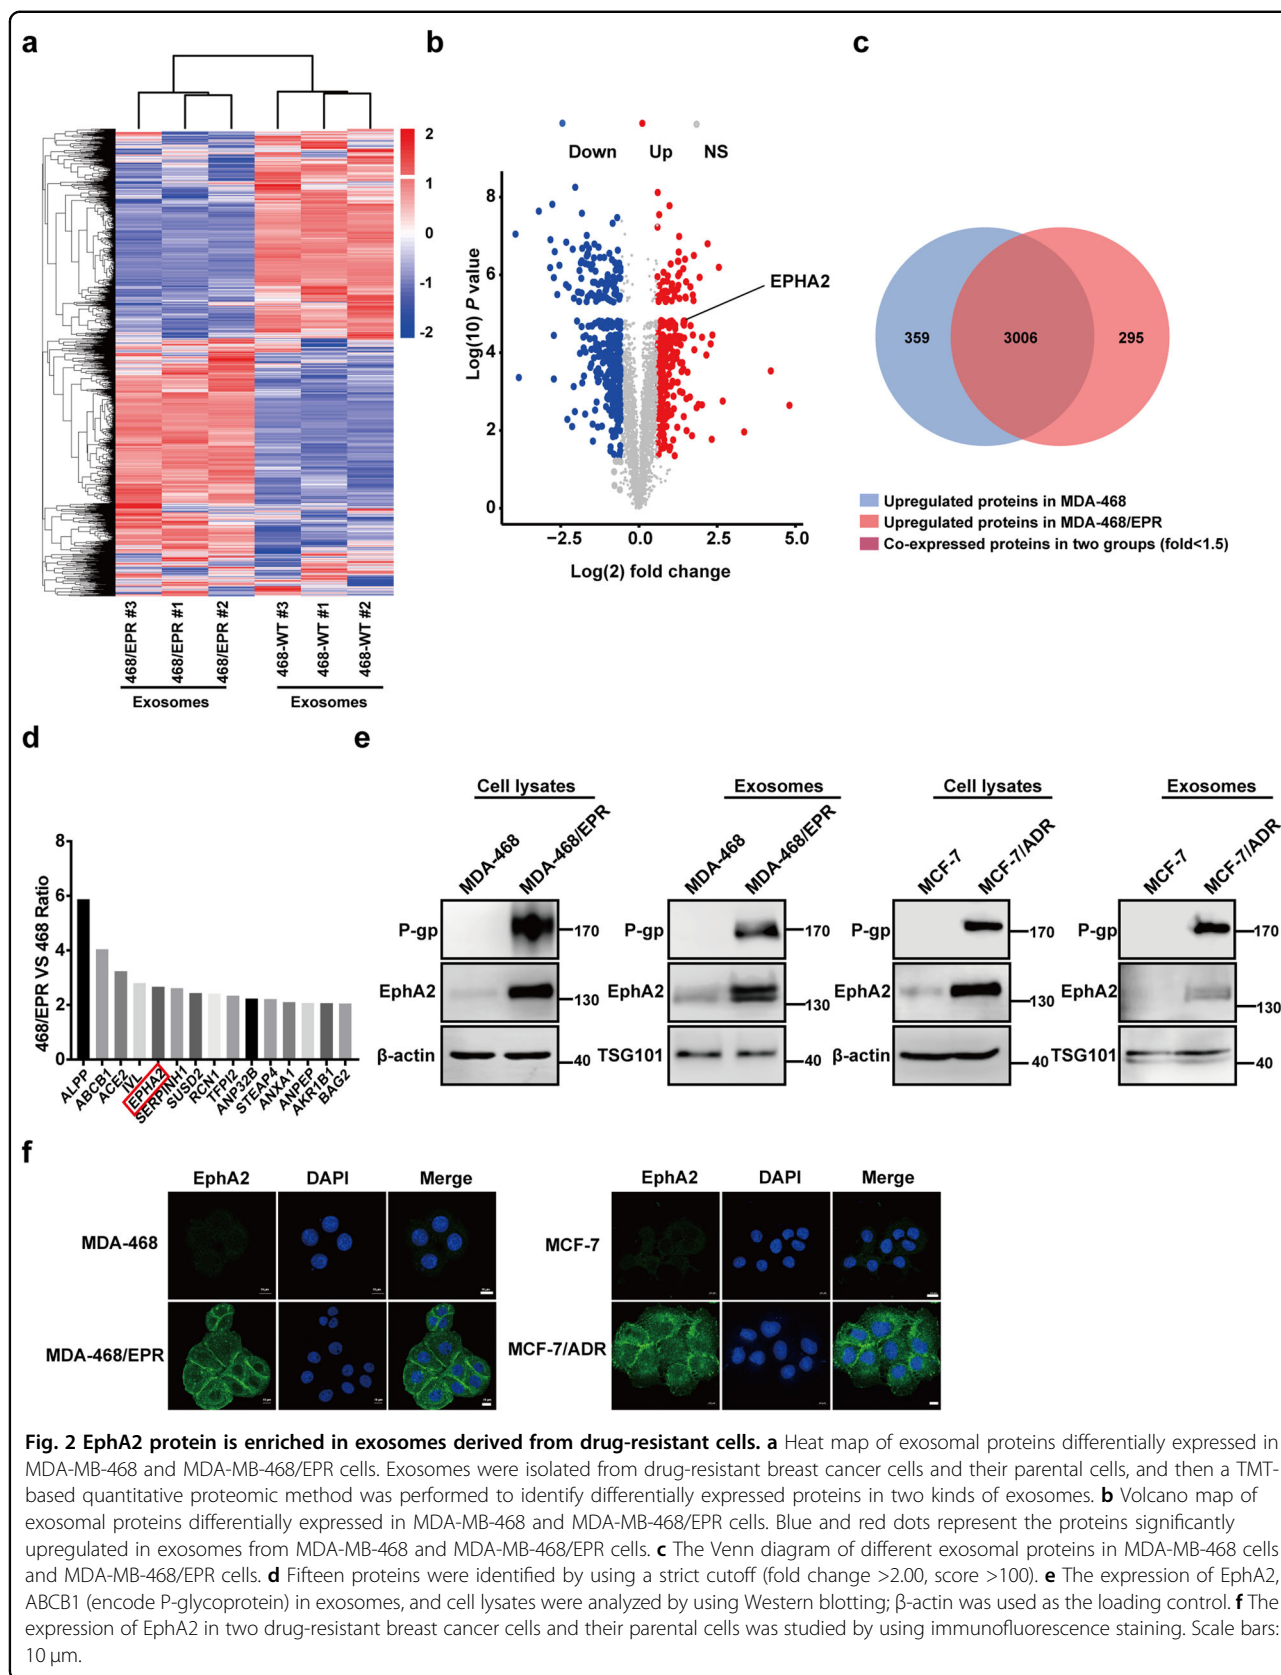 a
2
1
0
-1
-2
468/EPR #3
468/EPR #1
468/EPR #2
468-WT #3
468-WT #1
468-WT #2
Exosomes
Exosomes
b
Down
Up
NS
8
6
4
2
0
Log(10) P value
EPHA2
−2.5
0.0
2.5
5.0
Log(2) fold change
c
359
3006
295
Upregulated proteins in MDA-468
Upregulated proteins in MDA-468/EPR
Co-expressed proteins in two groups (fold<1.5)
d
468/EPR VS 468 Ratio
8
6
4
2
0
ALPP
ABCB1
ACE2
IVL
EPHA2
SERPINH1
SUSD2
RCN1
TFPI2
ANP32B
STEAP4
ANXA1
ANPEP
AKR1B1
BAG2
e
Cell lysates
MDA-468
MDA-468/EPR
P-gp
170
EphA2
130
β-actin
40
Exosomes
MDA-468
MDA-468/EPR
P-gp
170
EphA2
130
TSG101
40
Cell lysates
MCF-7
MCF-7/ADR
P-gp
170
EphA2
130
β-actin
40
Exosomes
MCF-7
MCF-7/ADR
P-gp
170
EphA2
130
TSG101
40
f
EphA2
DAPI
Merge
MDA-468
MDA-468/EPR
EphA2
DAPI
Merge
MCF-7
MCF-7/ADR
Fig. 2 EphA2 protein is enriched in exosomes derived from drug-resistant cells. a Heat map of exosomal proteins differentially expressed in
MDA-MB-468 and MDA-MB-468/EPR cells. Exosomes were isolated from drug-resistant breast cancer cells and their parental cells, and then a TMT-
based quantitative proteomic method was performed to identify differentially expressed proteins in two kinds of exosomes. b Volcano map of
exosomal proteins differentially expressed in MDA-MB-468 and MDA-MB-468/EPR cells. Blue and red dots represent the proteins significantly
upregulated in exosomes from MDA-MB-468 and MDA-MB-468/EPR cells. c The Venn diagram of different exosomal proteins in MDA-MB-468 cells
and MDA-MB-468/EPR cells. d Fifteen proteins were identified by using a strict cutoff (fold change >2.00, score >100). e The expression of EphA2,
ABCB1 (encode P-glycoprotein) in exosomes, and cell lysates were analyzed by using Western blotting; β-actin was used as the loading control. f The
expression of EphA2 in two drug-resistant breast cancer cells and their parental cells was studied by using immunofluorescence staining. Scale bars:
10 μm.